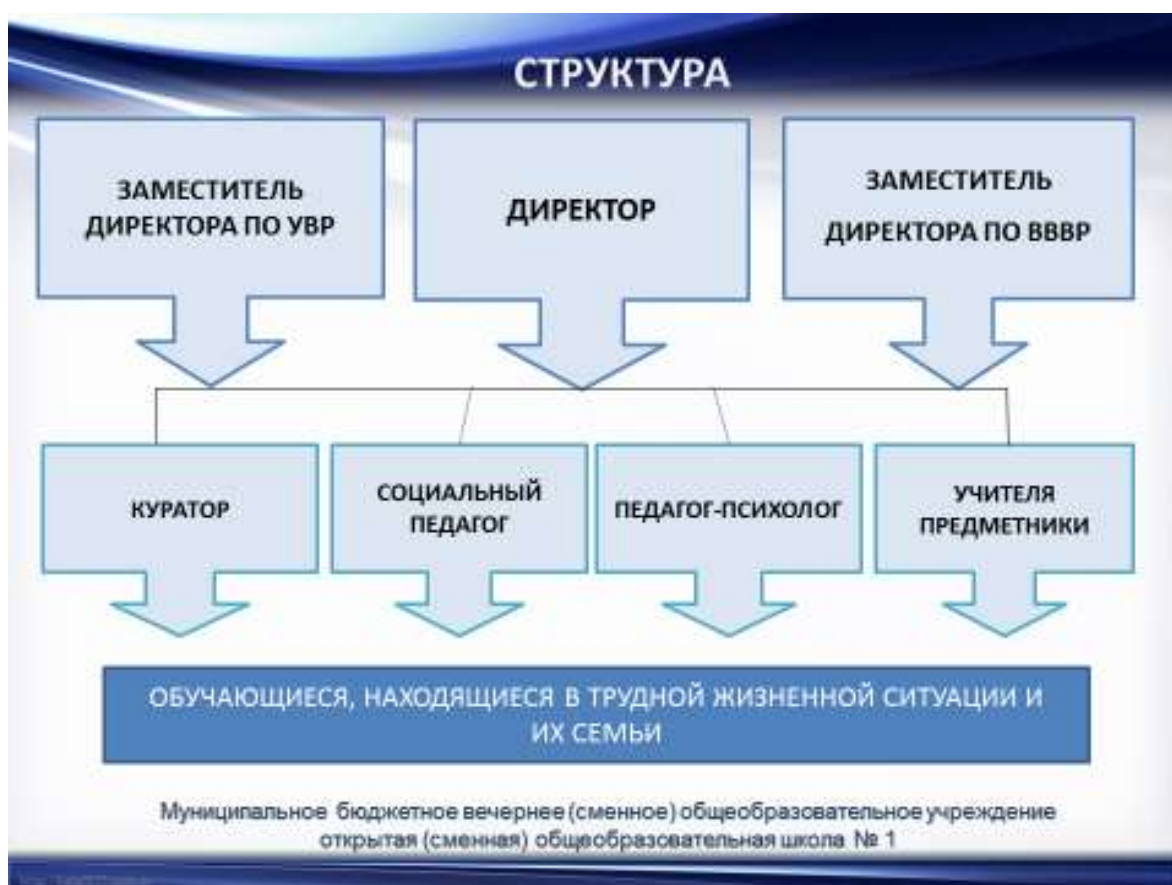 СТРУКТУРА
ЗАМЕСТИТЕЛЬ
ДИРЕКТОРА ПО УВР
ДИРЕКТОР
ЗАМЕСТИТЕЛЬ
ДИРЕКТОРА ПО ВВВР
КУРАТОР
СОЦИАЛЬНЫЙ
ПЕДАГОГ
ПЕДАГОГ-ПСИХОЛОГ
УЧИТЕЛЯ
ПРЕДМЕТНИКИ
ОБУЧАЮЩИЕСЯ, НАХОДЯЩИЕСЯ В ТРУДНОЙ ЖИЗНЕННОЙ СИТУАЦИИ И
ИХ СЕМЬИ
Муниципальное бюджетное вечернее (сменное) общеобразовательное учреждение
открытая (сменная) общеобразовательная школа № 1